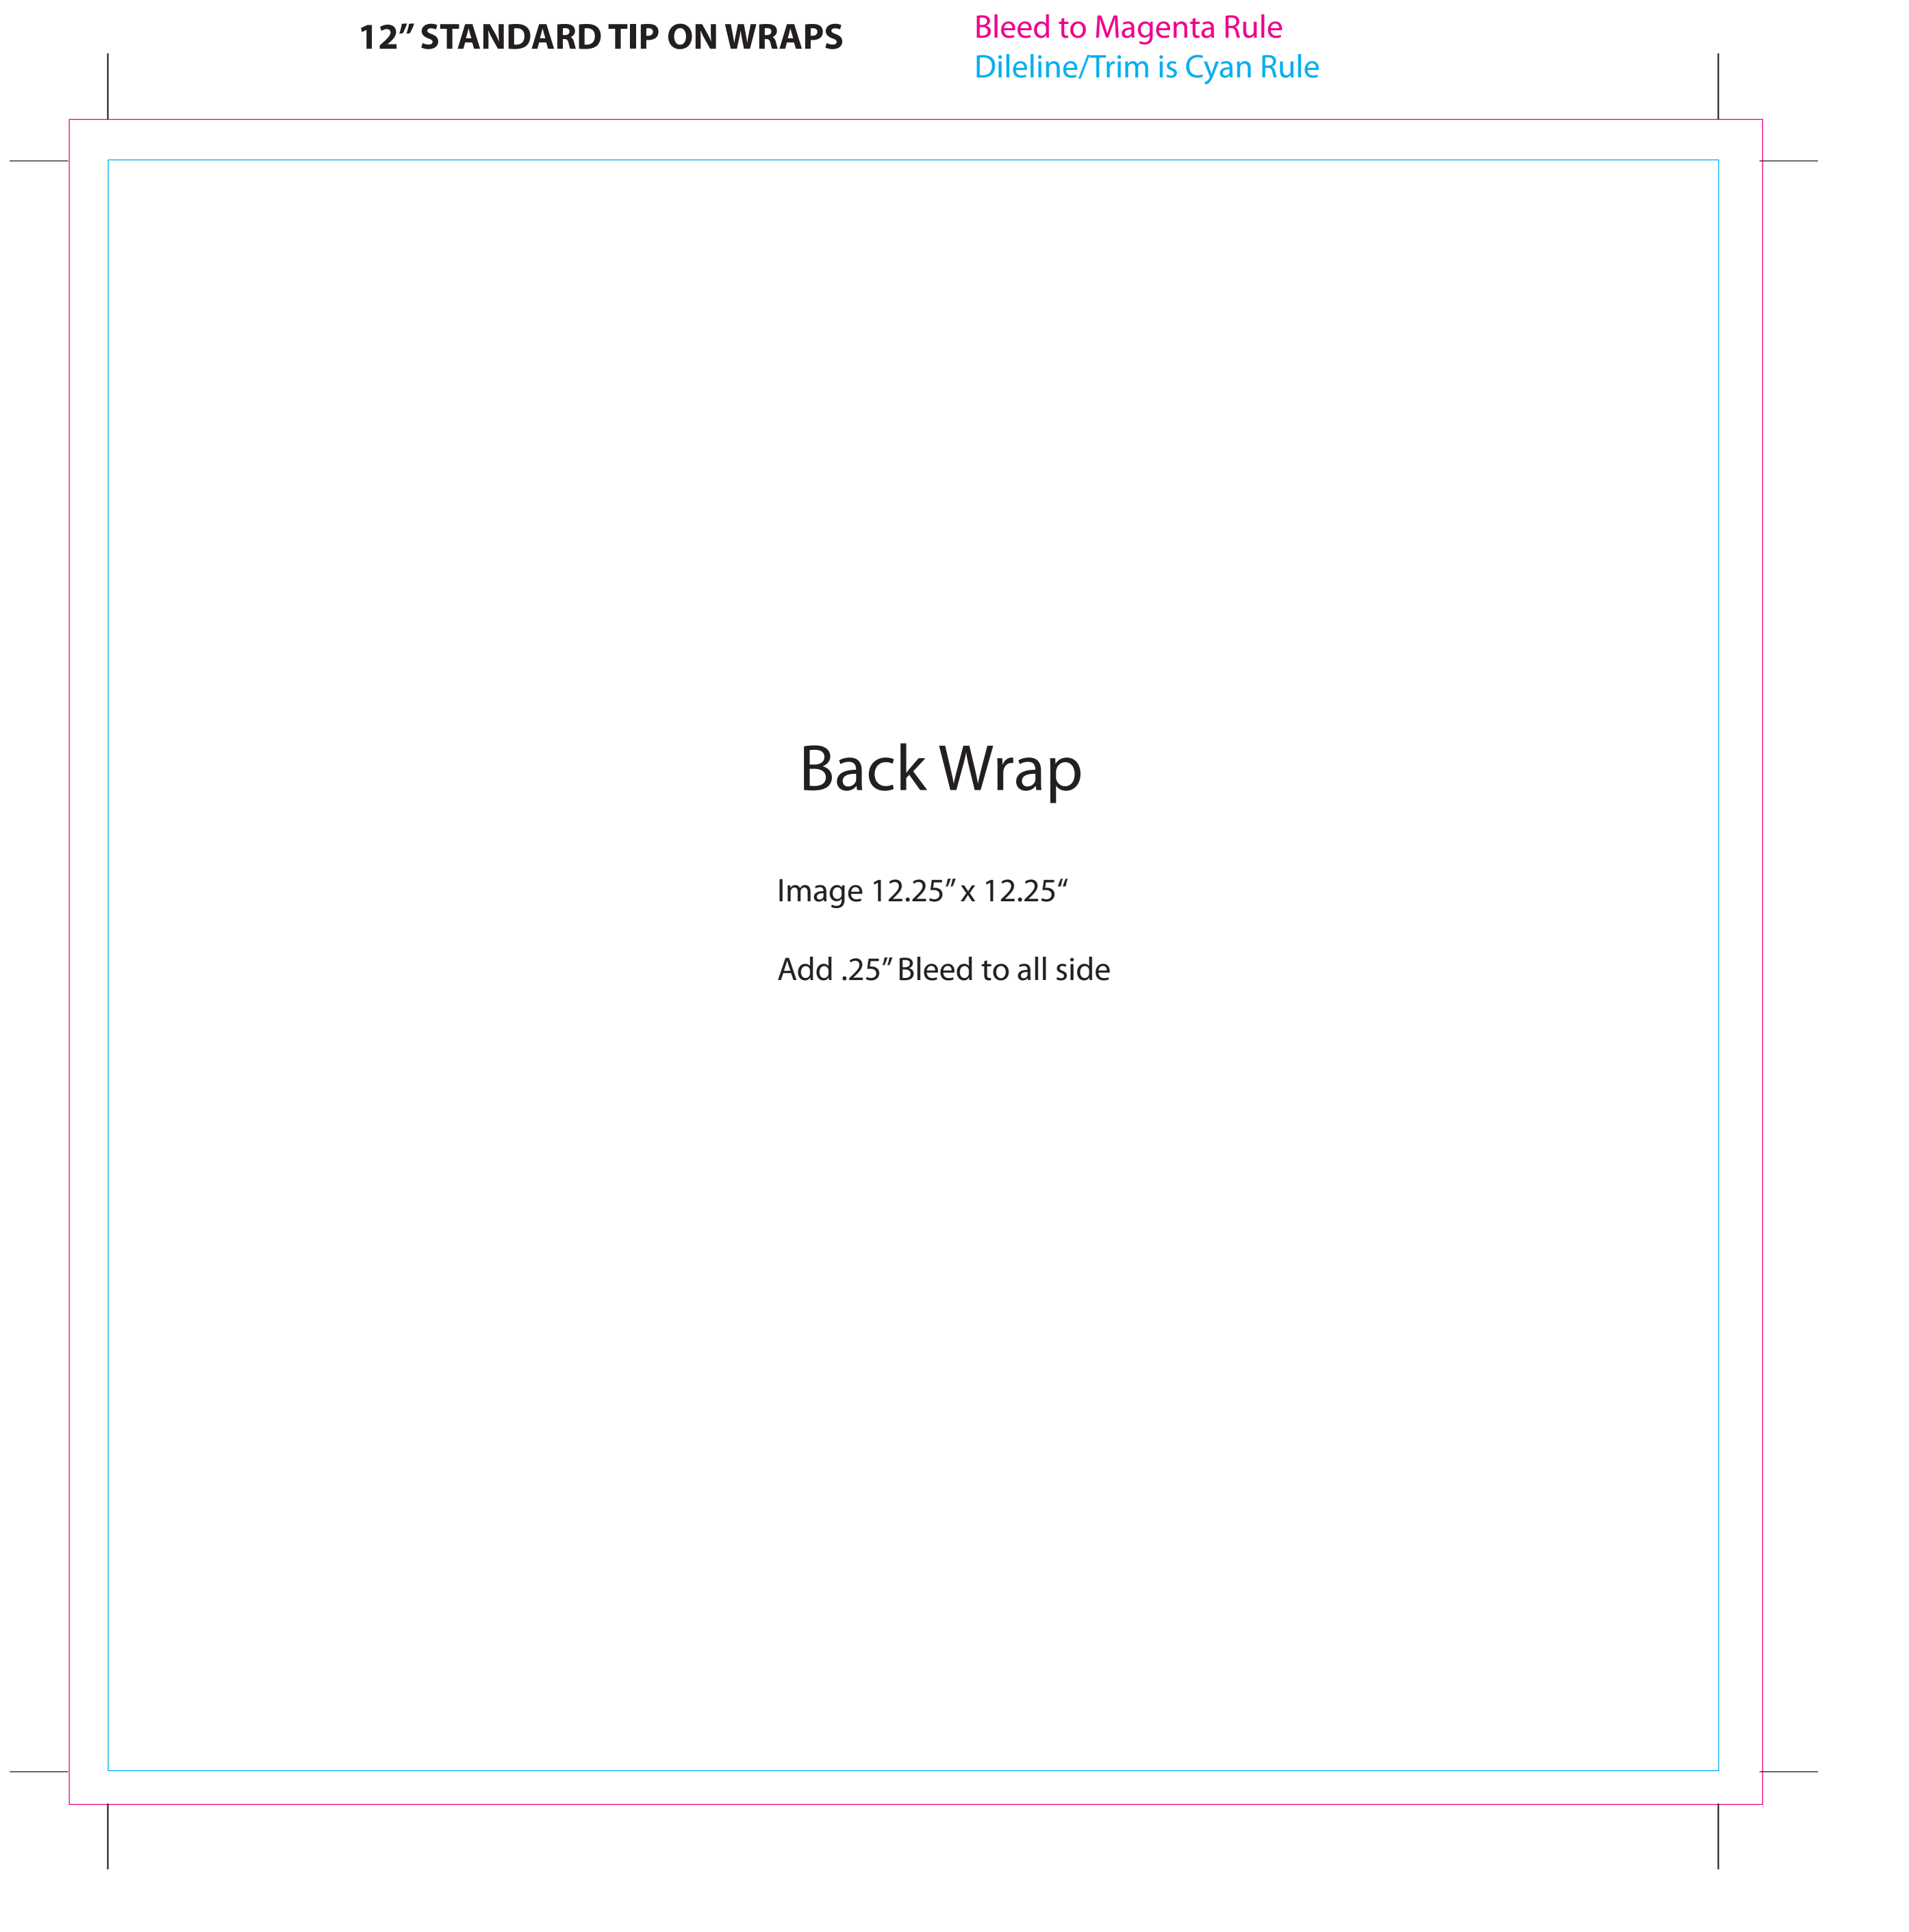 12” STANDARD TIP ON WRAPS
Bleed to Magenta Rule
Dileline/Trim is Cyan Rule
Back Wrap
Image 12.25” x 12.25“
Add .25” Bleed to all side